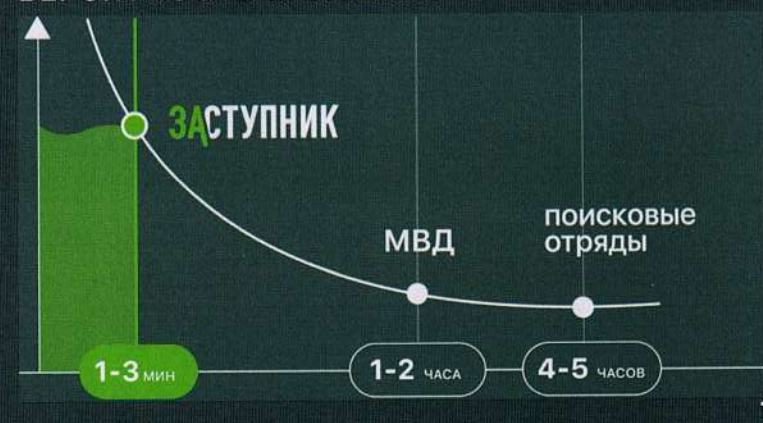 ЗАСТУПНИК
МВД
поисковые
отряды
1-3 мин
1-2 часа
4-5 часов